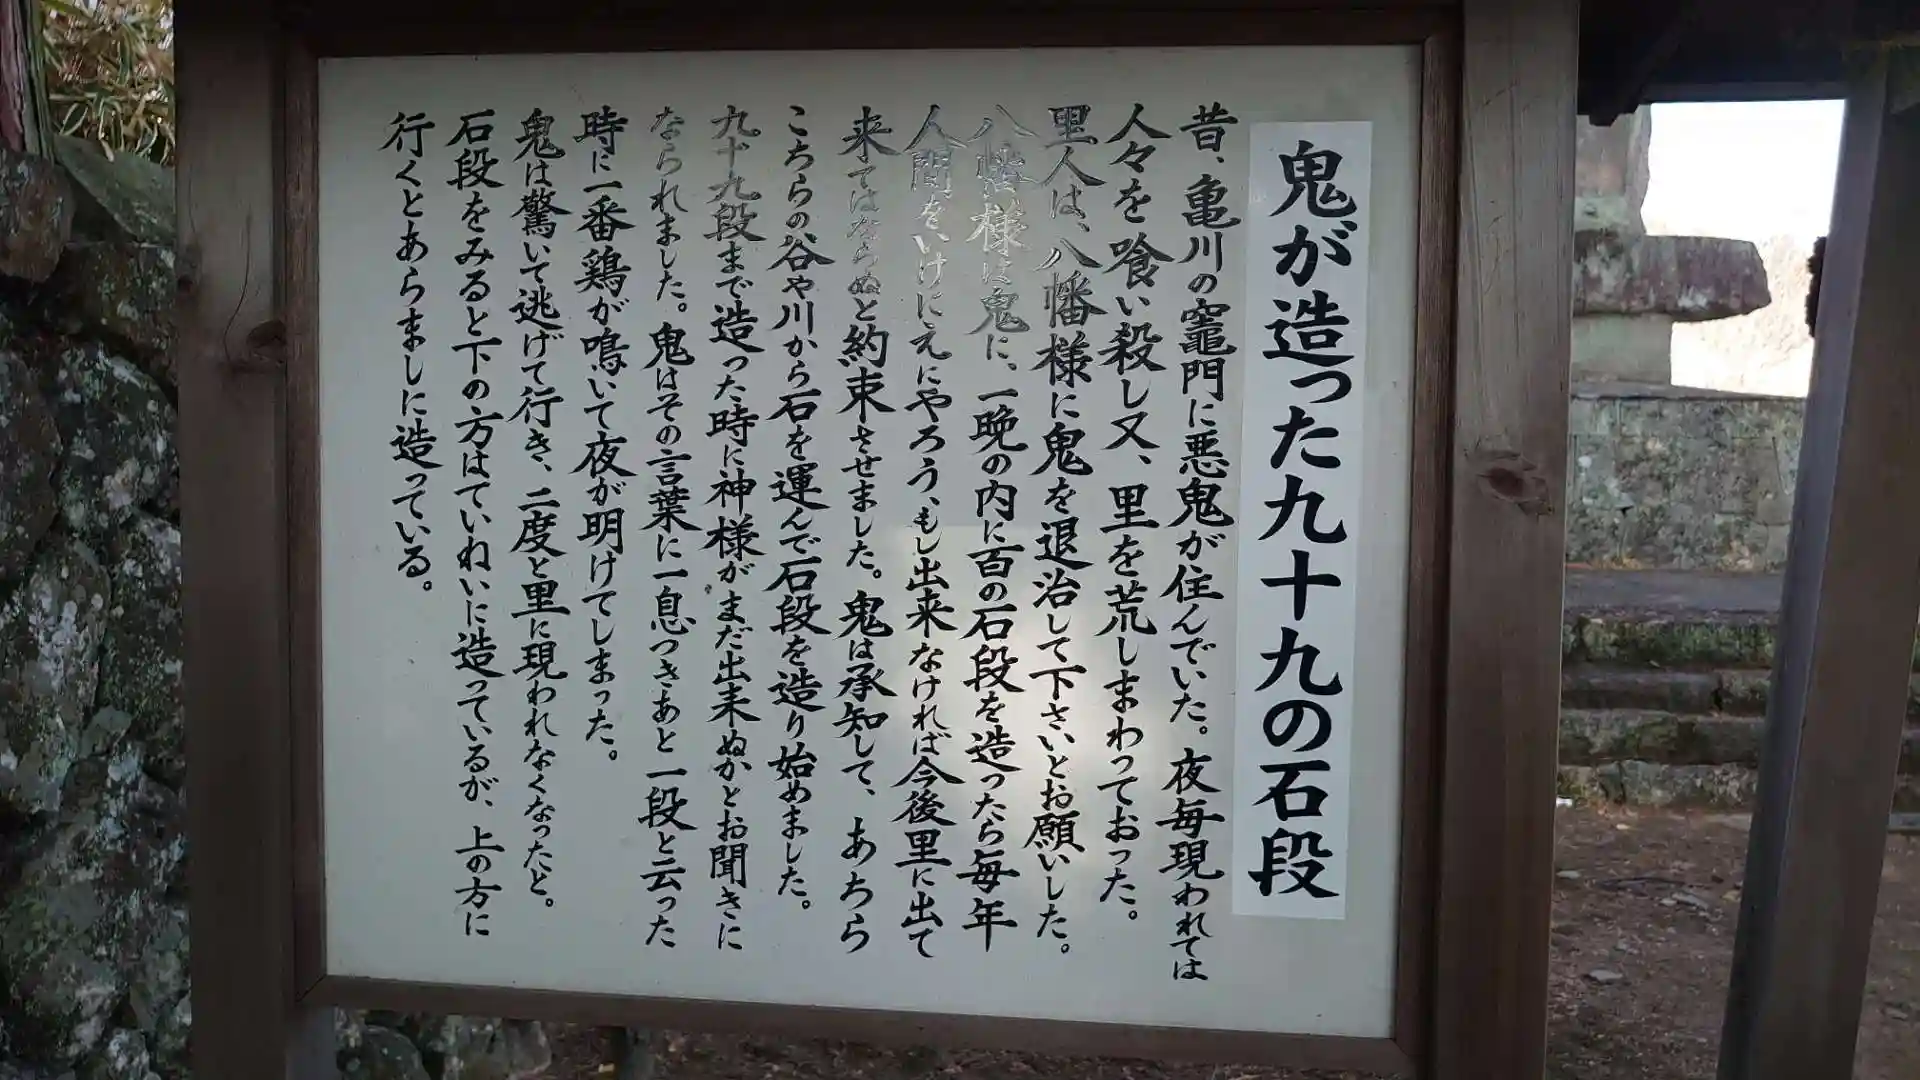 鬼が造った九十九の石段
昔、亀川の竈門に悪鬼が住んでいた。夜毎現われては
人々を喰い殺し又、里を荒しまわっておった。
里人は、八幡様に鬼を退治して下さいとお願いした。
八幡様は鬼に、一晩の内に百の石段を造ったら毎年
人間をいけにえにやろう、もし出来なければ今後里に出て
来てはならぬと約束させました。鬼は承知して、あちら
こちらの谷や川から石を運んで石段を造り始めました。
九十九段まで造った時に神様がまだ出来ぬかとお聞きに
なられました。鬼はその言葉に一息つきあと一段と云った
時に一番鶏が鳴いて夜が明けてしまった。
鬼は驚いて逃げて行き、二度と里に現われなくなったと。
石段をみると下の方はていねいに造っているが、上の方に
行くとあらましに造っている。